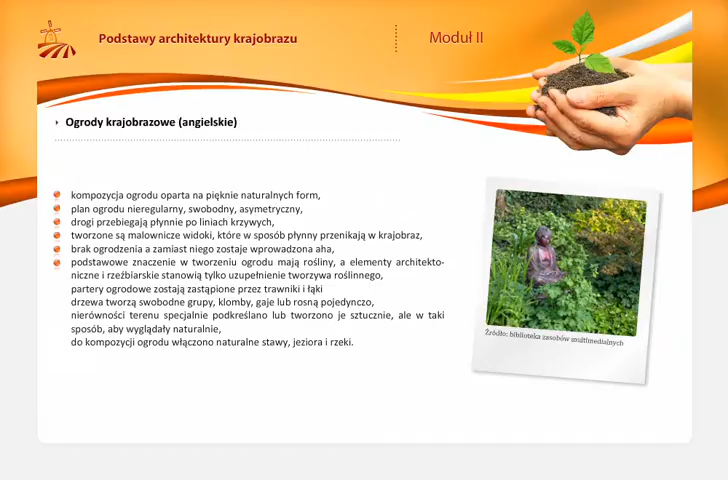 Podstawy architektury krajobrazu
Moduł II
Ogrody krajobrazowe (angielskie)
kompozycja ogrodu oparta na pięknie naturalnych form,
plan ogrodu nieregularny, swobodny, asymetryczny,
drogi przebiegają płynnie po liniach krzywych,
tworzone są malownicze widoki, które w sposób płynny przenikają w krajobraz,
brak ogrodzenia a zamiast niego zostaje wprowadzona aha,
podstawowe znaczenie w tworzeniu ogrodu mają rośliny, a elementy architekto-
niczne i rzeźbiarskie stanowią tylko uzupełnienie tworzywa roślinnego,
partery ogrodowe zostają zastąpione przez trawniki i łąki
drzewa tworzą swobodne grupy, klomby, gaje lub rosną pojedynczo,
nierówności terenu specjalnie podkreślano lub tworzono je sztucznie, ale w taki
sposób, aby wyglądały naturalnie,
do kompozycji ogrodu włączono naturalne stawy, jeziora i rzeki.
Źródło: biblioteka zasobów multimedialnych